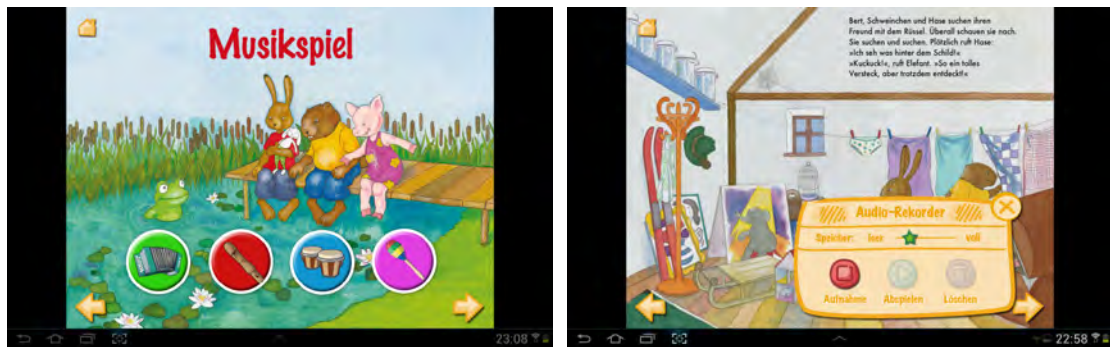 Musikspiel
23:08
Bert, Schweinchen und Hase suchen ihren
Freund mit dem Rüssel. Überall schauen sie nach.
Sie suchen und suchen. Plötzlich ruft Hase:
»Ich seh was hinter dem Schild!«
»Kuckuck!«, ruft Elefant. »So ein tolles
Versteck, aber trotzdem entdeckt!«
Audio-Rekorder
Speicher: leer voll
Aufnahme Abspielen Löschen
22:58